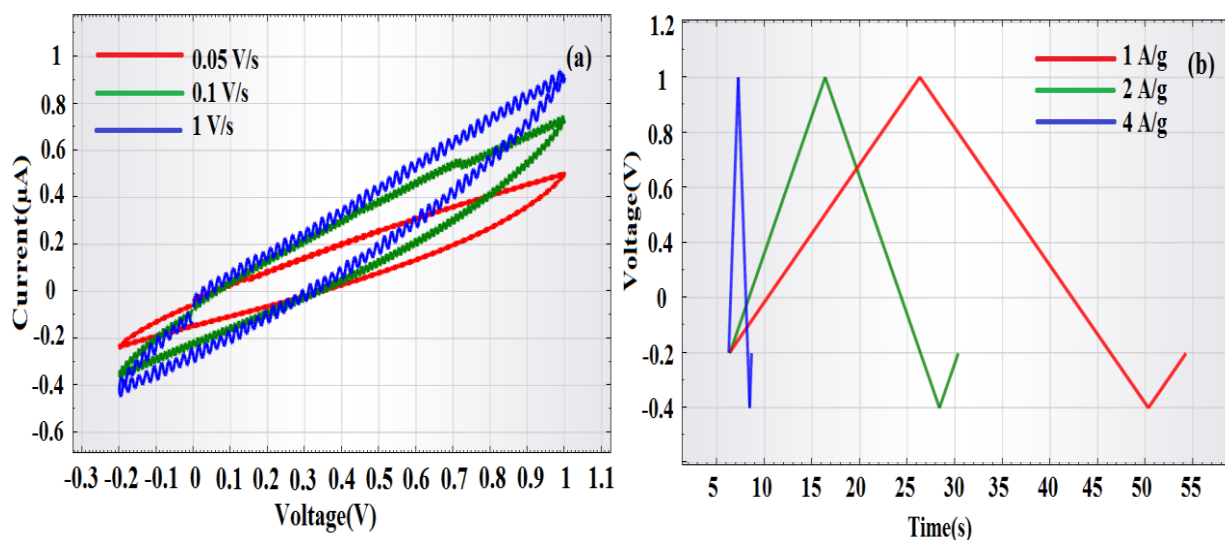 (a)
0.05 V/s
0.1 V/s
1 V/s
Current(µA)
1
0.8
0.6
0.4
0.2
0
-0.2
-0.4
-0.6
-0.3 -0.2 -0.1 0 0.1 0.2 0.3 0.4 0.5 0.6 0.7 0.8 0.9 1 1.1
Voltage(V)
(b)
1 A/g
2 A/g
4 A/g
Voltage(V)
1.2
1
0.8
0.6
0.4
0
-0.2
-0.4
5 10 15 20 25 30 35 40 45 50 55
Time(s)